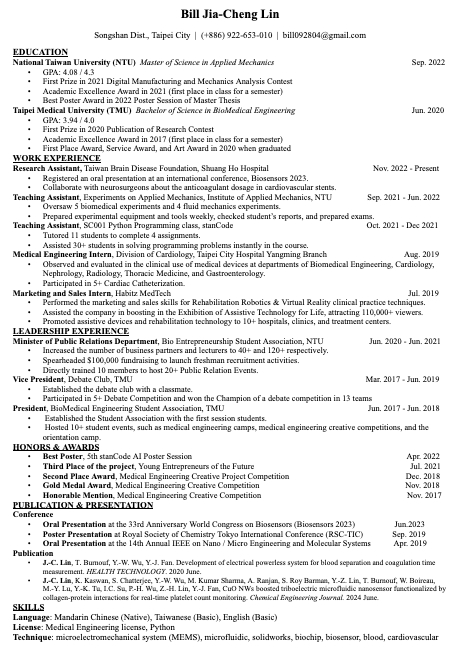 Bill Jia-Cheng Lin
Songshan Dist., Taipei City | (+886) 922-653-010 | bill092804@gmail.com
EDUCATION
National Taiwan University (NTU) Master of Science in Applied Mechanics Sep. 2022
• GPA: 4.08 / 4.3
• First Prize in 2021 Digital Manufacturing and Mechanics Analysis Contest
• Academic Excellence Award in 2021 (first place in class for a semester)
• Best Poster Award in 2022 Poster Session of Master Thesis
Taipei Medical University (TMU) Bachelor of Science in BioMedical Engineering Jun. 2020
• GPA: 3.94 / 4.0
• First Prize in 2020 Publication of Research Contest
• Academic Excellence Award in 2017 (first place in class for a semester)
• First Place Award, Service Award, and Art Award in 2020 when graduated
WORK EXPERIENCE
Research Assistant, Taiwan Brain Disease Foundation, Shuang Ho Hospital Nov. 2022 - Present
• Registered an oral presentation at an international conference, Biosensors 2023.
• Collaborate with neurosurgeons about the anticoagulant dosage in cardiovascular stents.
Teaching Assistant, Experiments on Applied Mechanics, Institute of Applied Mechanics, NTU Sep. 2021 - Jun. 2022
• Oversaw 5 biomedical experiments and 4 fluid mechanics experiments.
• Prepared experimental equipment and tools weekly, checked student's reports, and prepared exams.
Teaching Assistant, SC001 Python Programming class, stanCode Oct. 2021 - Dec 2021
• Tutored 11 students to complete 4 assignments.
• Assisted 30+ students in solving programming problems instantly in the course.
Medical Engineering Intern, Division of Cardiology, Taipei City Hospital Yangming Branch Aug. 2019
• Observed and evaluated in the clinical use of medical devices at departments of Biomedical Engineering, Cardiology,
Nephrology, Radiology, Thoracic Medicine, and Gastroenterology.
• Participated in 5+ Cardiac Catheterization.
Marketing and Sales Intern, Habitz MedTech Jul. 2019
• Performed the marketing and sales skills for Rehabilitation Robotics & Virtual Reality clinical practice techniques.
• Assisted the company in boosting in the Exhibition of Assistive Technology for Life, attracting 110,000+ viewers.
• Promoted assistive devices and rehabilitation technology to 10+ hospitals, clinics, and treatment centers.
LEADERSHIP EXPERIENCE
Minister of Public Relations Department, Bio Entrepreneurship Student Association, NTU Jun. 2020 - Jun. 2021
• Increased the number of business partners and lecturers to 40+ and 120+ respectively.
• Spearheaded $100,000 fundraising to launch freshman recruitment activities.
• Directly trained 10 members to host 20+ Public Relation Events.
Vice President, Debate Club, TMU Mar. 2017 - Jun. 2019
• Established the debate club with a classmate.
• Participated in 5+ Debate Competition and won the Champion of a debate competition in 13 teams
President, BioMedical Engineering Student Association, TMU Jun. 2017 - Jun. 2018
• Established the Student Association with the first session students.
• Hosted 10+ student events, such as medical engineering camps, medical engineering creative competitions, and the
orientation camp.
HONORS & AWARDS
• Best Poster, 5th stanCode AI Poster Session Apr. 2022
• Third Place of the project, Young Entrepreneurs of the Future Jul. 2021
• Second Place Award, Medical Engineering Creative Project Competition Dec. 2018
• Gold Medal Award, Medical Engineering Creative Competition Nov. 2018
• Honorable Mention, Medical Engineering Creative Competition Nov. 2017
PUBLICATION & PRESENTATION
Conference
• Oral Presentation at the 33rd Anniversary World Congress on Biosensors (Biosensors 2023) Jun.2023
• Poster Presentation at Royal Society of Chemistry Tokyo International Conference (RSC-TIC) Sep. 2019
• Oral Presentation at the 14th Annual IEEE on Nano / Micro Engineering and Molecular Systems Apr. 2019
Publication
• J.-C. Lin, T. Burnouf, Y.-W. Wu, Y.-J. Fan. Development of electrical powerless system for blood separation and coagulation time
measurement. HEALTH TECHNOLOGY. 2020 June.
• J.-C. Lin, K. Kaswan, S. Chatterjee, Y.-W. Wu, M. Kumar Sharma, A. Ranjan, S. Roy Barman, Y.-Z. Lin, T. Burnouf, W. Boireau,
M.-Y. Lu, Y.-K. Tu, I.C. Su, P.-H. Wu, Z.-H. Lin, Y.-J. Fan, CuO NWs boosted triboelectric microfluidic nanosensor functionalized by
collagen-protein interactions for real-time platelet count monitoring. Chemical Engineering Journal. 2024 June.
SKILLS
Language: Mandarin Chinese (Native), Taiwanese (Basic), English (Basic)
License: Medical Engineering license, Python
Technique: microelectromechanical system (MEMS), microfluidic, solidworks, biochip, biosensor, blood, cardiovascular